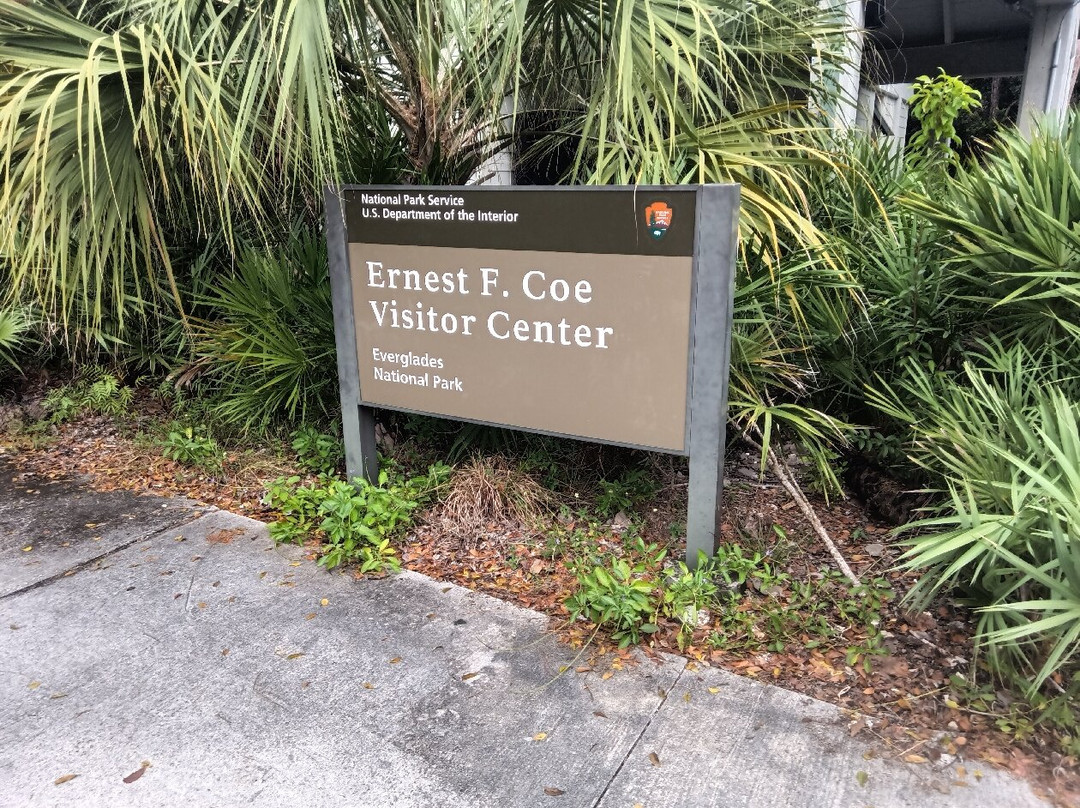 National Park Service
U.S. Department of the Interior
Ernest F. Coe
Visitor Center
Everglades
National Park